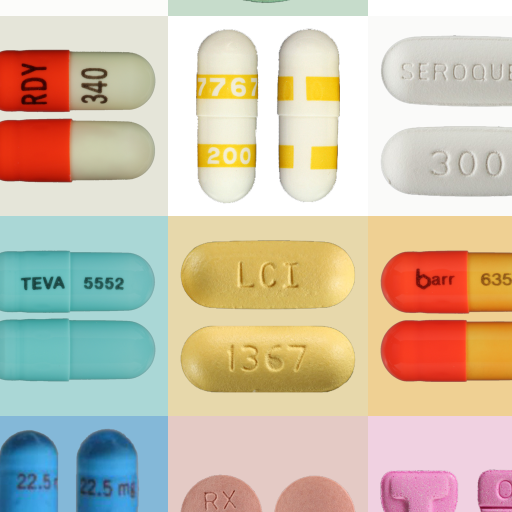 RDY 340
7767
200
SEROQUE
300
TEVA 5552
LCI
1367
barr 635
22.5
22.5 mg
RX